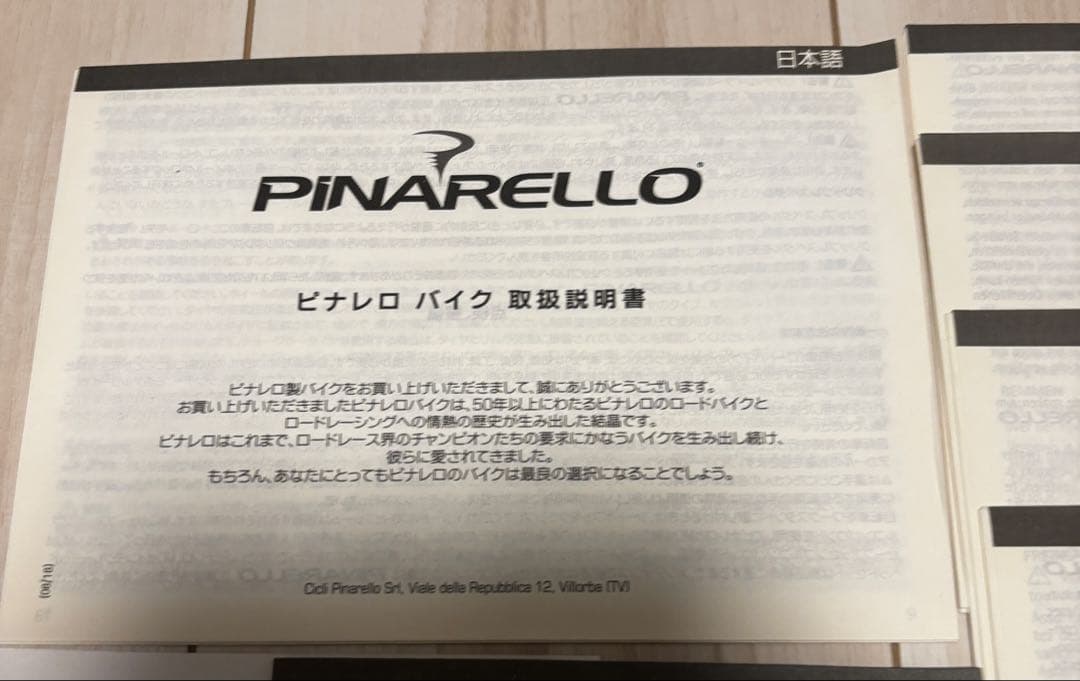 日本語
PiNARELLO®
ピナレロ バイク 取扱説明書
ピナレロ製バイクをお買い上げいただきまして、誠にありがとうございます。
お買い上げいただきましたピナレロバイクは、50年以上にわたるピナレロのロードバイクと
ロードレーシングへの情熱の歴史が生み出した結晶です。
ピナレロはこれまで、ロードレース界のチャンピオンたちの要求にかなうバイクを生み出し続け、
彼らに愛されてきました。
もちろん、あなたにとってもピナレロのバイクは最良の選択になることでしょう。
(08/18)
Cicli Pinarello Srl, Viale della Repubblica 12, Villorba (TV)